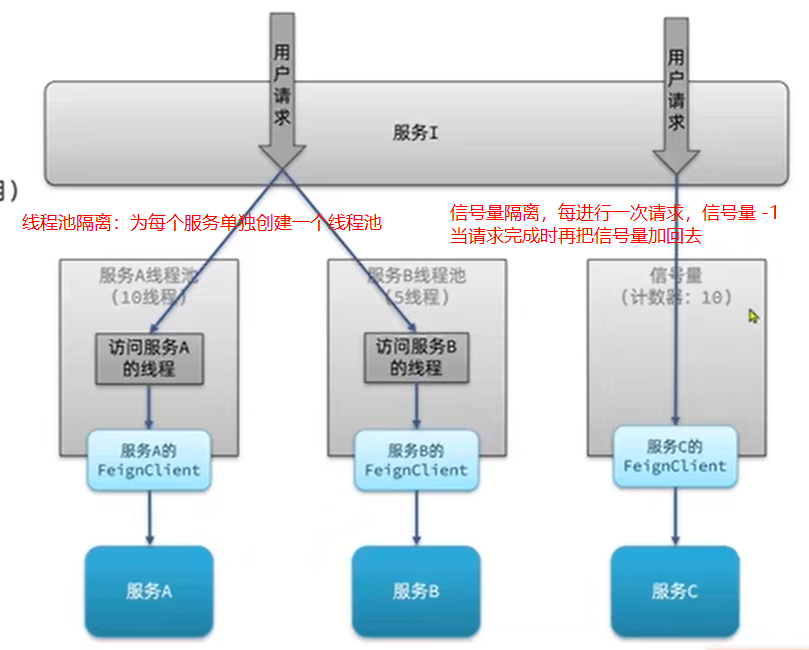 用户请求
用户请求
服务I
)
线程池隔离：为每个服务单独创建一个线程池
信号量隔离，每进行一次请求，信号量 -1
当请求完成时再把信号量加回去
服务A线程池
(10线程)
服务B线程池
(5线程)
信号量
(计数器：10)
访问服务A
的线程
访问服务B
的线程
服务A的
FeignClient
服务B的
FeignClient
服务C的
FeignClient
服务A
服务B
服务C